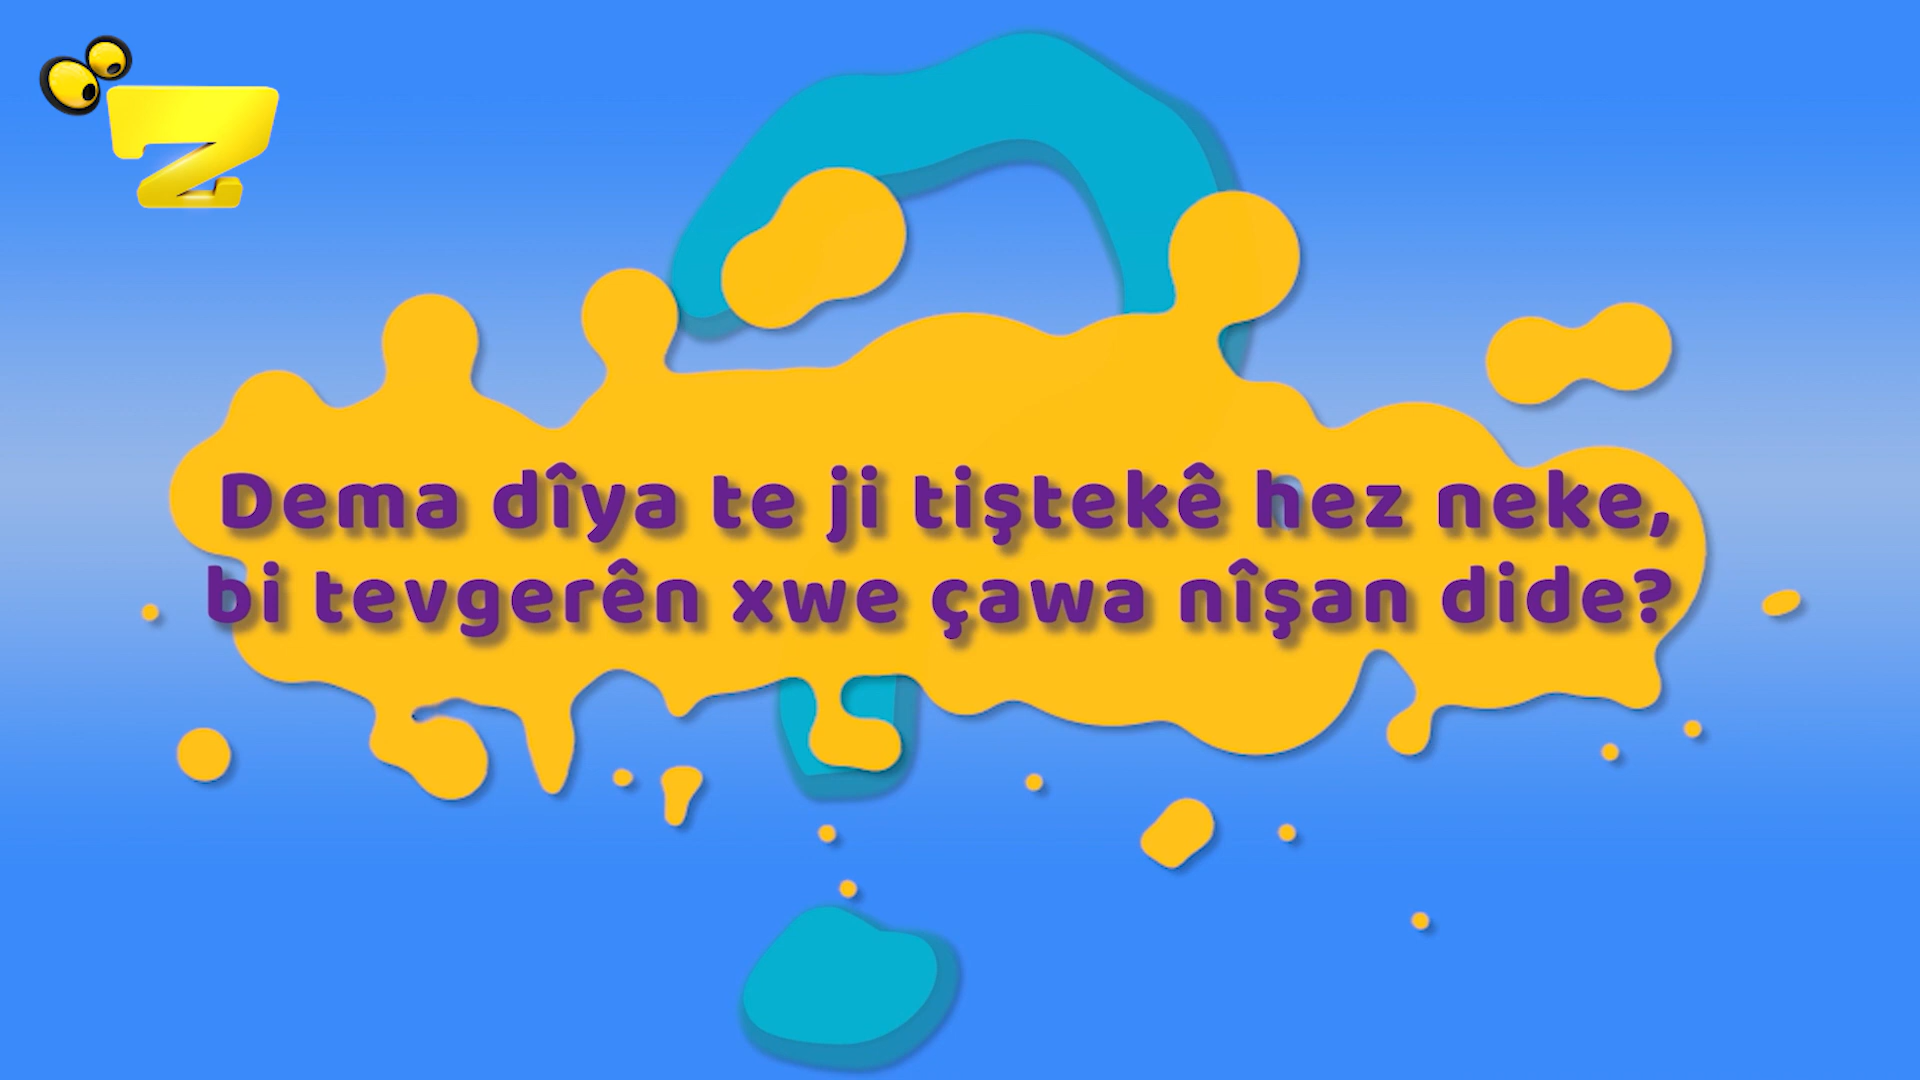 Z
Dema dîya te ji tiştekê hez neke,
bi tevgerên xwe çawa nîşan dide?